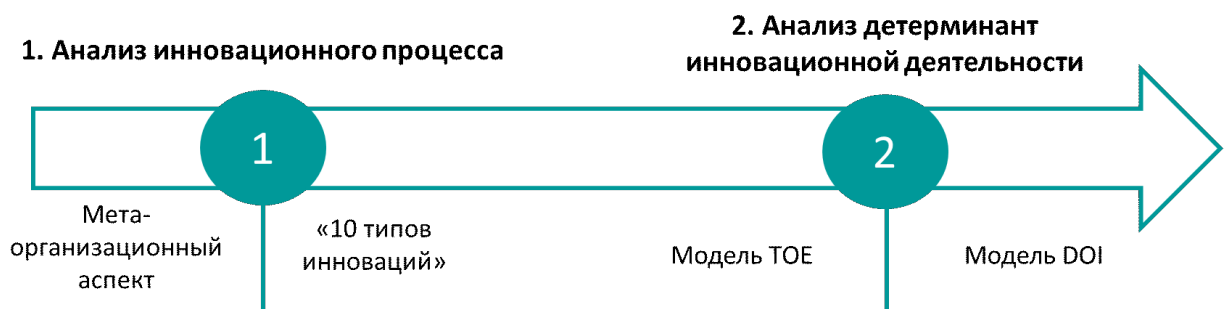 1. Анализ инновационного процесса
2. Анализ детерминант
инновационной деятельности
1
2
Мета-
организационный
аспект
«10 типов
инноваций»
Модель TOE
Модель DOI